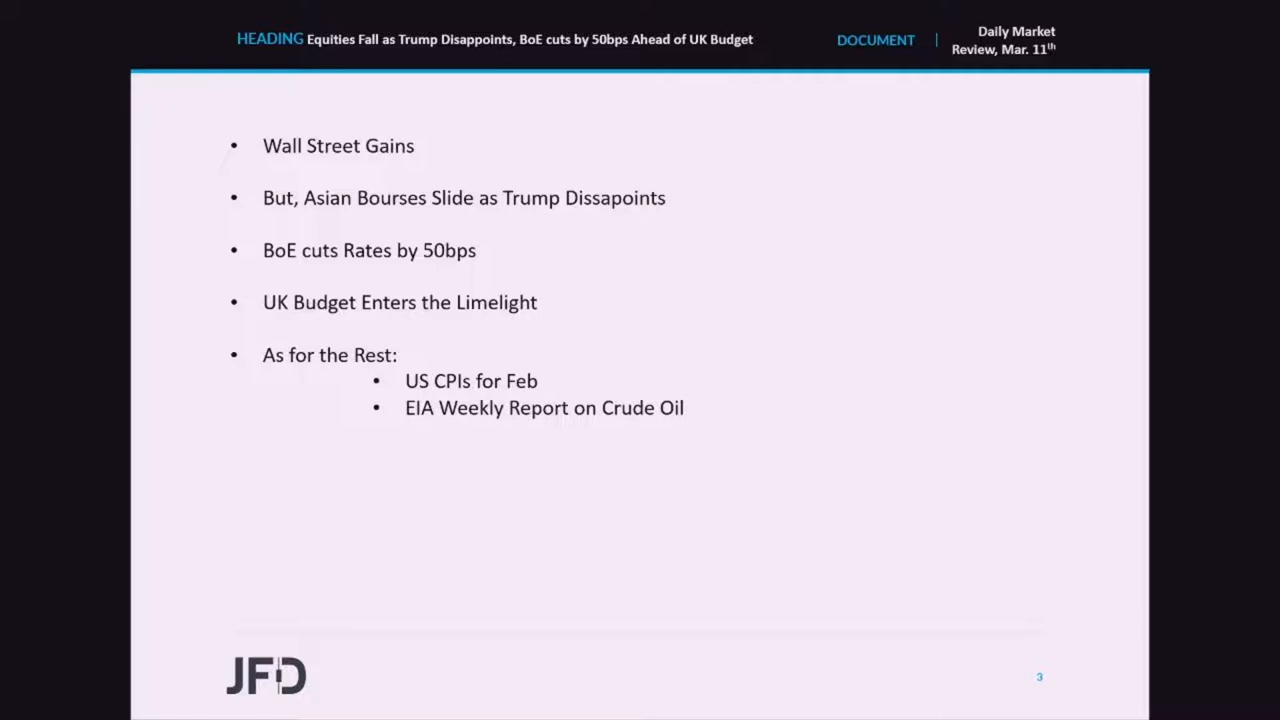 HEADING Equities Fall as Trump Disappoints, BoE cuts by 50bps Ahead of UK Budget
DOCUMENT | Daily Market
Review, Mar. 11th
• Wall Street Gains
• But, Asian Bourses Slide as Trump Dissapoints
• BoE cuts Rates by 50bps
• UK Budget Enters the Limelight
• As for the Rest:
• US CPIs for Feb
• EIA Weekly Report on Crude Oil
JFD
3